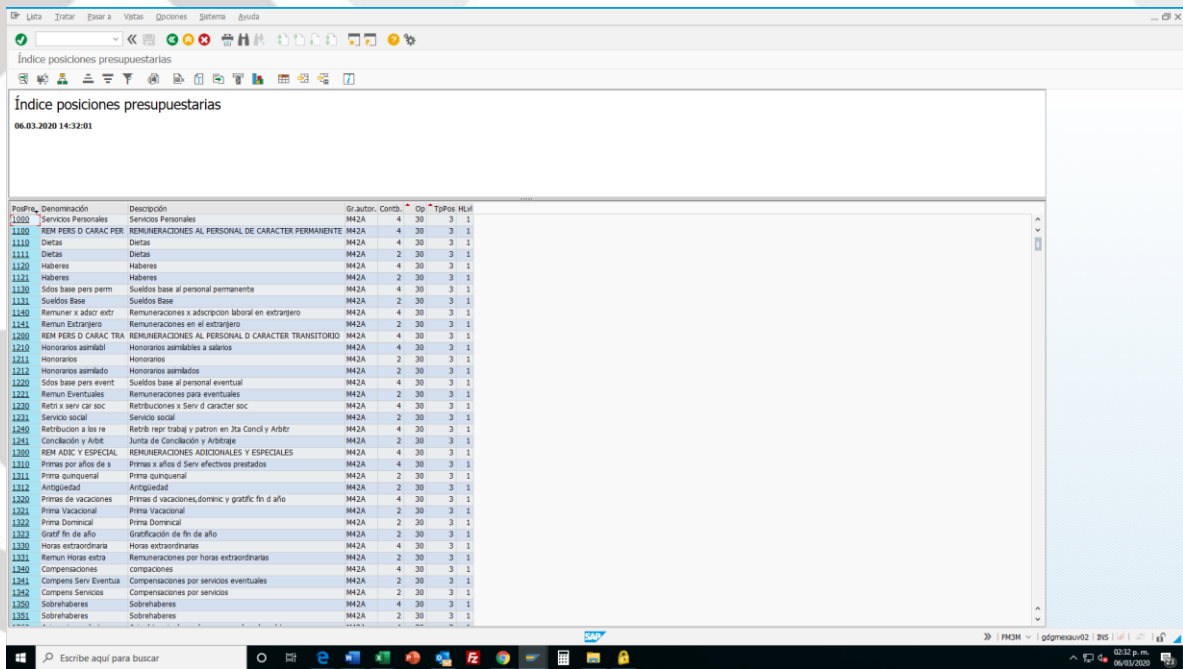 Lista Tratar Pasar a Vistas Opciones Sistema Ayuda
Índice posiciones presupuestarias
Índice posiciones presupuestarias
06.03.2020 14:32:01
PosPre Denominación Descripción Gr.autor. Contb. Op TpPos HLvl
1000 Servicios Personales Servicios Personales M42A 4 30 3 1
1100 REM PERS D CARAC PER REMUNERACIONES AL PERSONAL DE CARACTER PERMANENTE M42A 4 30 3 1
1110 Dietas Dietas M42A 4 30 3 1
1111 Dietas Dietas M42A 2 30 3 1
1120 Haberes Haberes M42A 4 30 3 1
1121 Haberes Haberes M42A 2 30 3 1
1130 Sdos base pers perm Sueldos base al personal permanente M42A 4 30 3 1
1131 Sueldos Base Sueldos Base M42A 2 30 3 1
1140 Remuner x adscr extr Remuneraciones x adscripcion laboral en extranjero M42A 4 30 3 1
1141 Remun Extranjero Remuneraciones en el extranjero M42A 2 30 3 1
1200 REM PERS D CARAC TRA REMUNERACIONES AL PERSONAL D CARACTER TRANSITORIO M42A 4 30 3 1
1210 Honorarios asimilabl Honorarios asimilables a salarios M42A 4 30 3 1
1211 Honorarios Honorarios M42A 2 30 3 1
1212 Honorarios asimilado Honorarios asimilados M42A 2 30 3 1
1220 Sdos base pers event Sueldos base al personal eventual M42A 4 30 3 1
1221 Remun Eventuales Remuneraciones para eventuales M42A 2 30 3 1
1230 Retri x serv car soc Retribuciones x Serv d caracter soc M42A 4 30 3 1
1231 Servicio social Servicio social M42A 2 30 3 1
1240 Retribucion a los re Retrib repr trabaj y patron en Jta Concil y Arbitr M42A 4 30 3 1
1241 Conciliación y Arbit Junta de Conciliación y Arbitraje M42A 2 30 3 1
1300 REM ADIC Y ESPECIAL REMUNERACIONES ADICIONALES Y ESPECIALES M42A 4 30 3 1
1310 Primas por años de s Primas x años d Serv efectivos prestados M42A 4 30 3 1
1311 Prima quinquenal Prima quinquenal M42A 2 30 3 1
1312 Antigüedad Antigüedad M42A 2 30 3 1
1320 Primas de vacaciones Primas d vacaciones,dominic y gratific fin d año M42A 4 30 3 1
1321 Prima Vacacional Prima Vacacional M42A 2 30 3 1
1322 Prima Dominical Prima Dominical M42A 2 30 3 1
1323 Gratif fin de año Gratificación de fin de año M42A 2 30 3 1
1330 Horas extraordinaria Horas extraordinarias M42A 4 30 3 1
1331 Remun Horas extra Remuneraciones por horas extraordinarias M42A 2 30 3 1
1340 Compensaciones compaciones M42A 4 30 3 1
1341 Compens Serv Eventua Compensaciones por servicios eventuales M42A 2 30 3 1
1342 Compens Servicios Compensaciones por servicios M42A 2 30 3 1
1350 Sobrehaberes Sobrehaberes M42A 4 30 3 1
1351 Sobrehaberes Sobrehaberes M42A 2 30 3 1
SAP
FM3M gdgmexauv02 INS
Escribe aquí para buscar
02:32 p. m.
06/03/2020